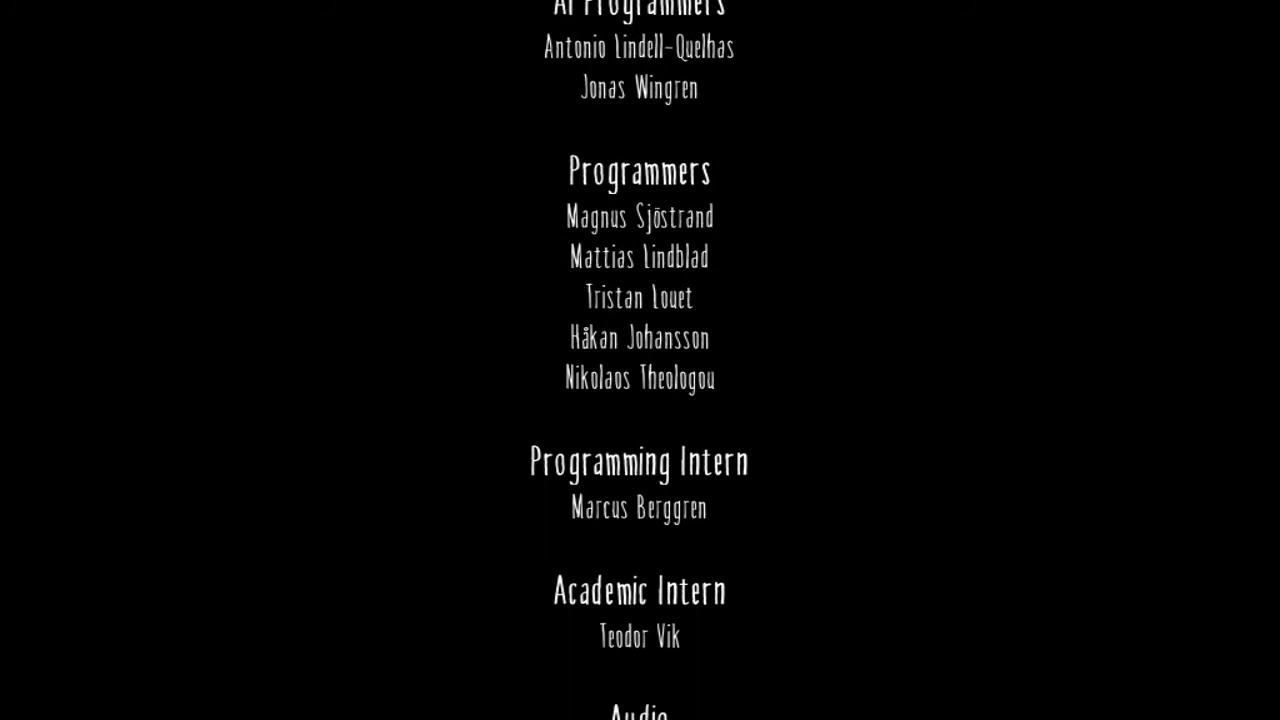 AI Programmers
Antonio Lindell-Quelhas
Jonas Wingren
Programmers
Magnus Sjöstrand
Mattias Lindblad
Tristan Louet
Håkan Johansson
Nikolaos Theologou
Programming Intern
Marcus Berggren
Academic Intern
Teodor Vik
Audio